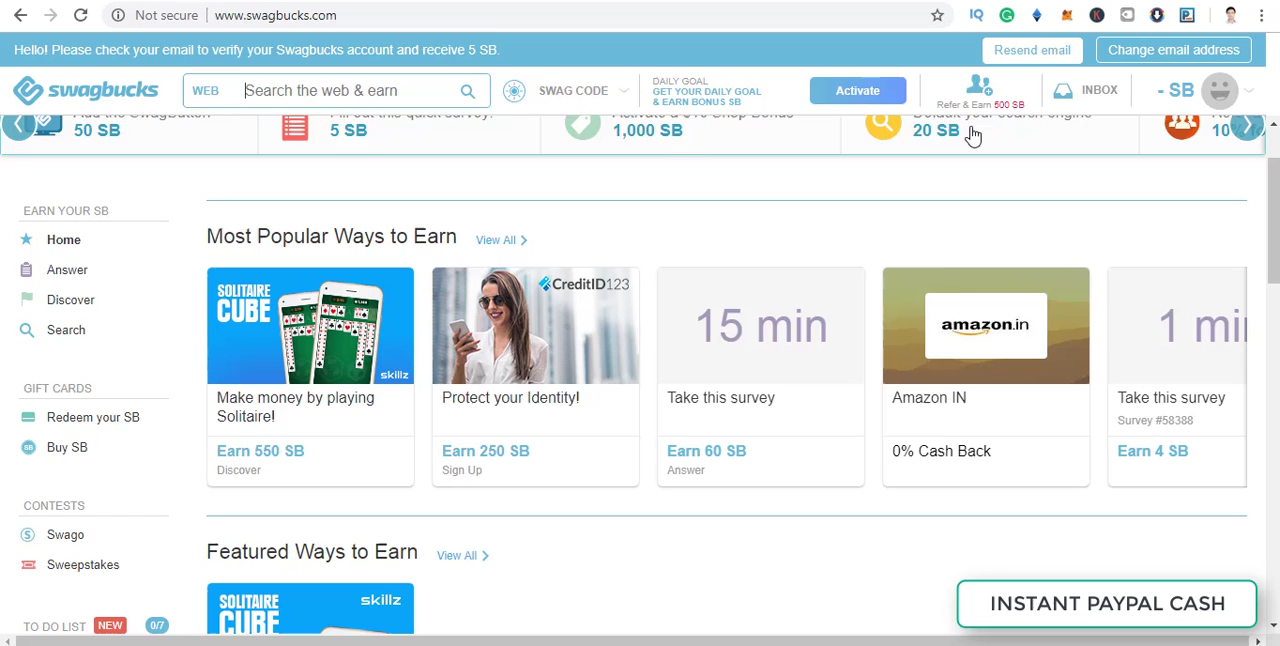 Not secure | www.swagbucks.com
IQ
Hello! Please check your email to verify your Swagbucks account and receive 5 SB.
Resend email
Change email address
swagbucks
WEB
Search the web & earn
SWAG CODE
DAILY GOAL
GET YOUR DAILY GOAL
& EARN BONUS SB
Activate
Refer & Earn 500 SB
INBOX
- SB
50 SB
5 SB
1,000 SB
20 SB
EARN YOUR SB
Home
Answer
Discover
Search
GIFT CARDS
Redeem your SB
SB
Buy SB
CONTESTS
Swago
Sweepstakes
TO DO LIST NEW 0/7
Most Popular Ways to Earn
View All
SOLITAIRE
CUBE
skillz
Make money by playing
Solitaire!
Earn 550 SB
Discover
CreditID123
Protect your Identity!
Earn 250 SB
Sign Up
15 min
Take this survey
Earn 60 SB
Answer
amazon.in
Amazon IN
0% Cash Back
1 mi
Take this survey
Survey #58388
Earn 4 SB
Featured Ways to Earn
View All
SOLITAIRE
CUBE
skillz
INSTANT PAYPAL CASH